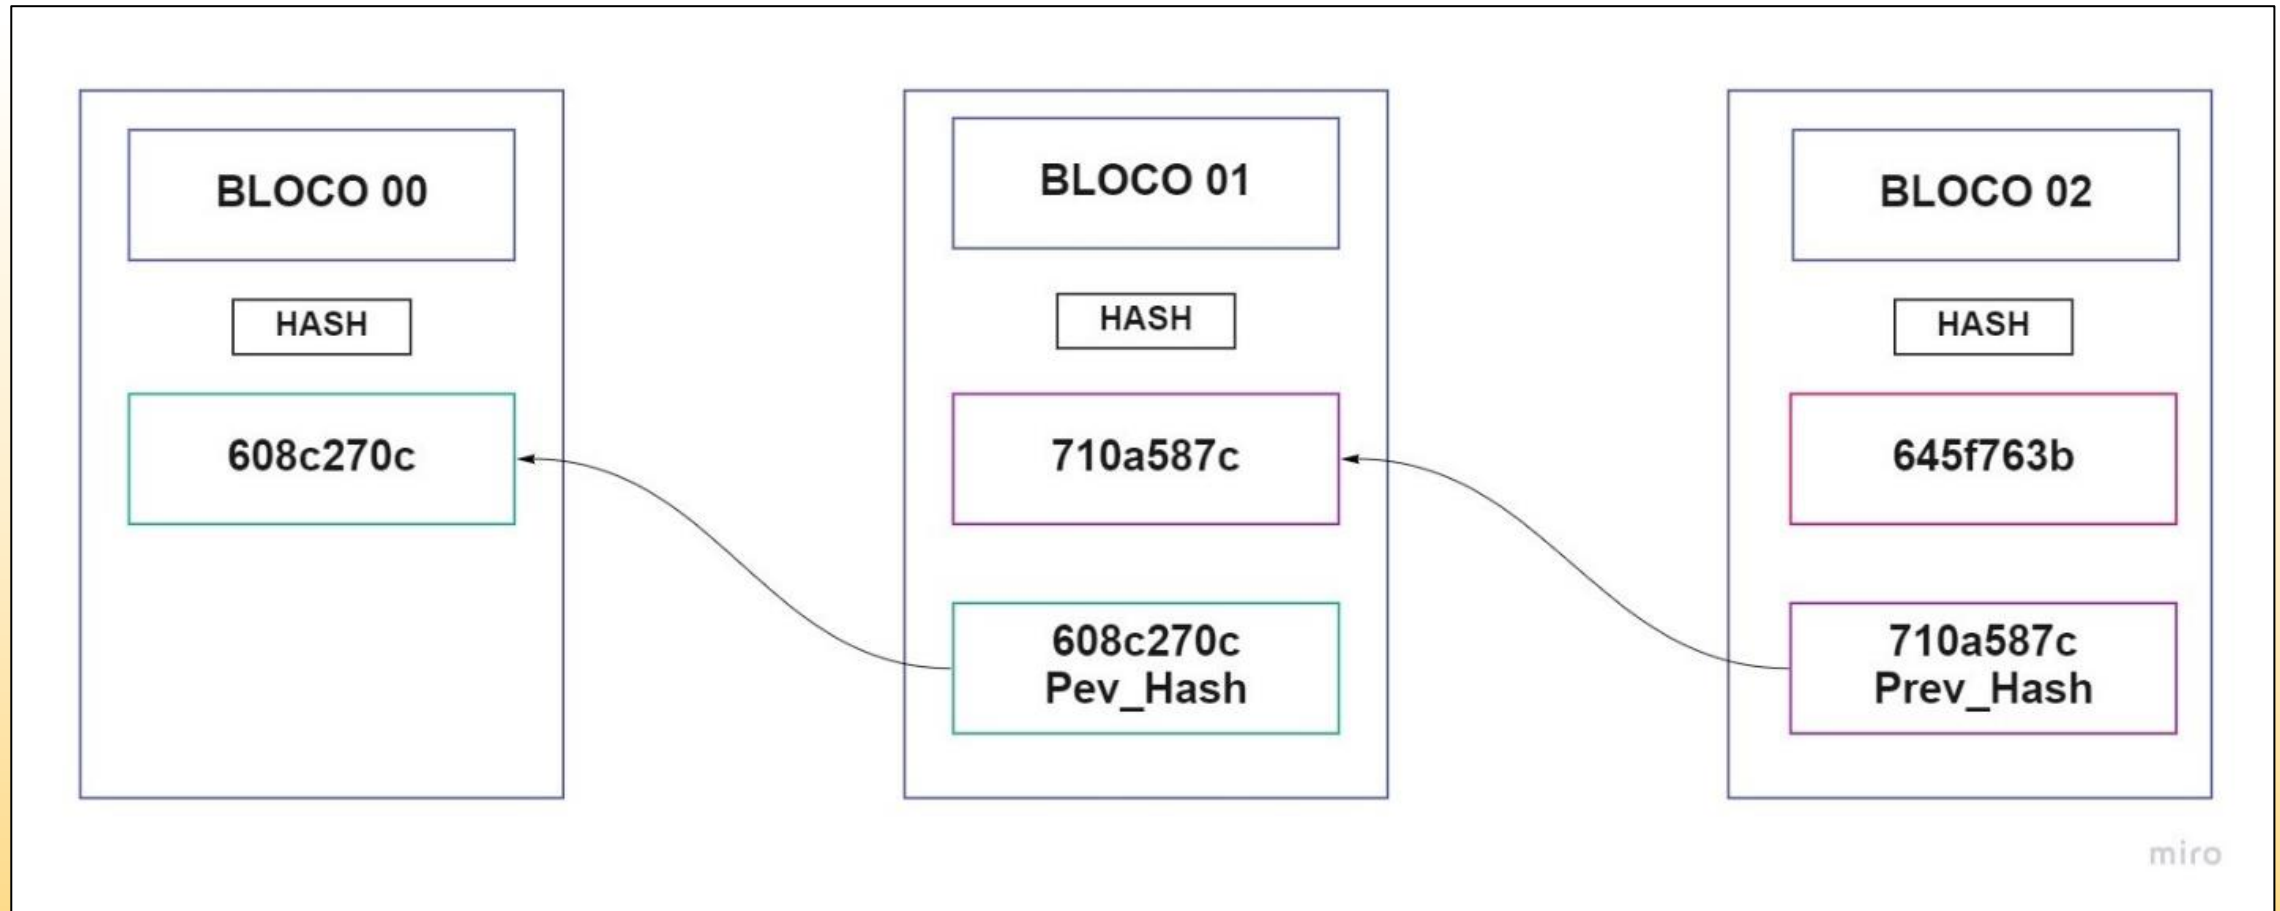 BLOCO 00
HASH
608c270c
BLOCO 01
HASH
710a587c
608c270c
Pev_Hash
BLOCO 02
HASH
645f763b
710a587c
Prev_Hash
miro